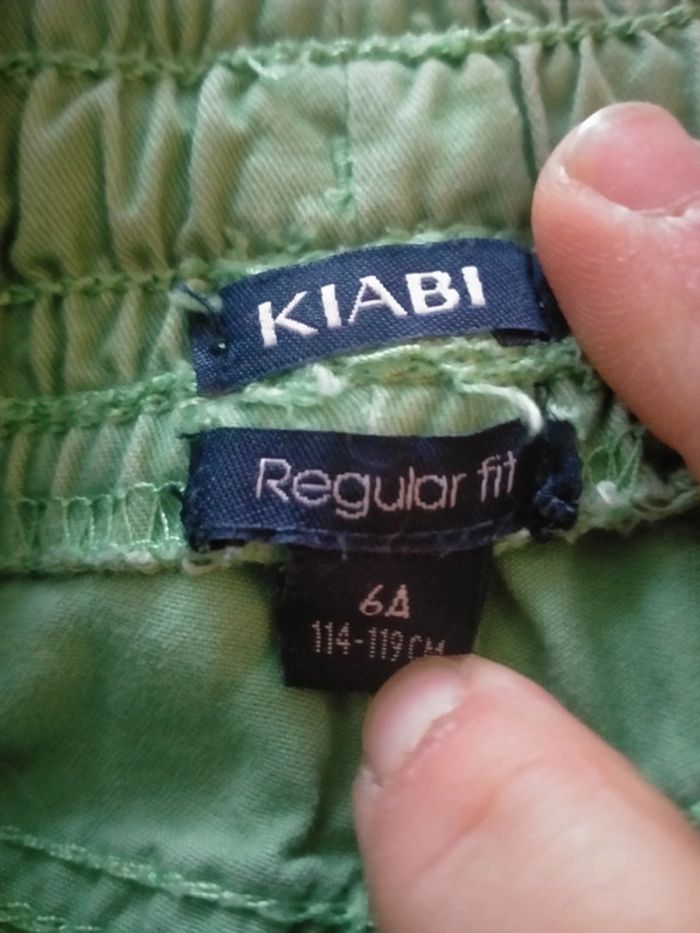 KIABI
Regular fit
6A
114-119CM